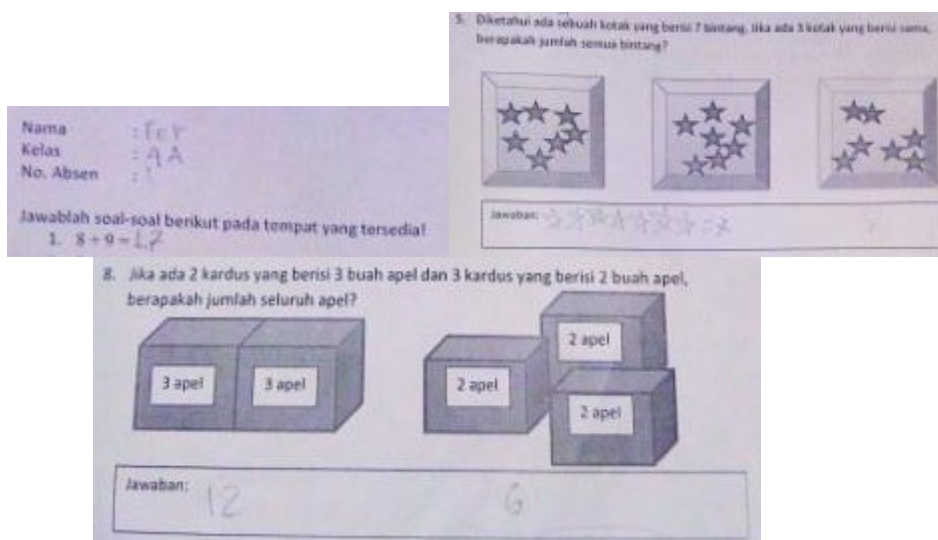 Nama : Fer
Kelas : 4A
No. Absen :
Jawablah soal-soal berikut pada tempat yang tersedia!
1. 8 + 9 = 17
5. Diketahui ada sebuah kotak yang berisi 7 bintang. Jika ada 3 kotak yang berisi sama,
berapakah jumlah semua bintang?
Jawaban: ☆☆☆☆☆☆☆ = 7
8. Jika ada 2 kardus yang berisi 3 buah apel dan 3 kardus yang berisi 2 buah apel,
berapakah jumlah seluruh apel?
2 apel
3 apel 3 apel 2 apel
2 apel
Jawaban: 12 6